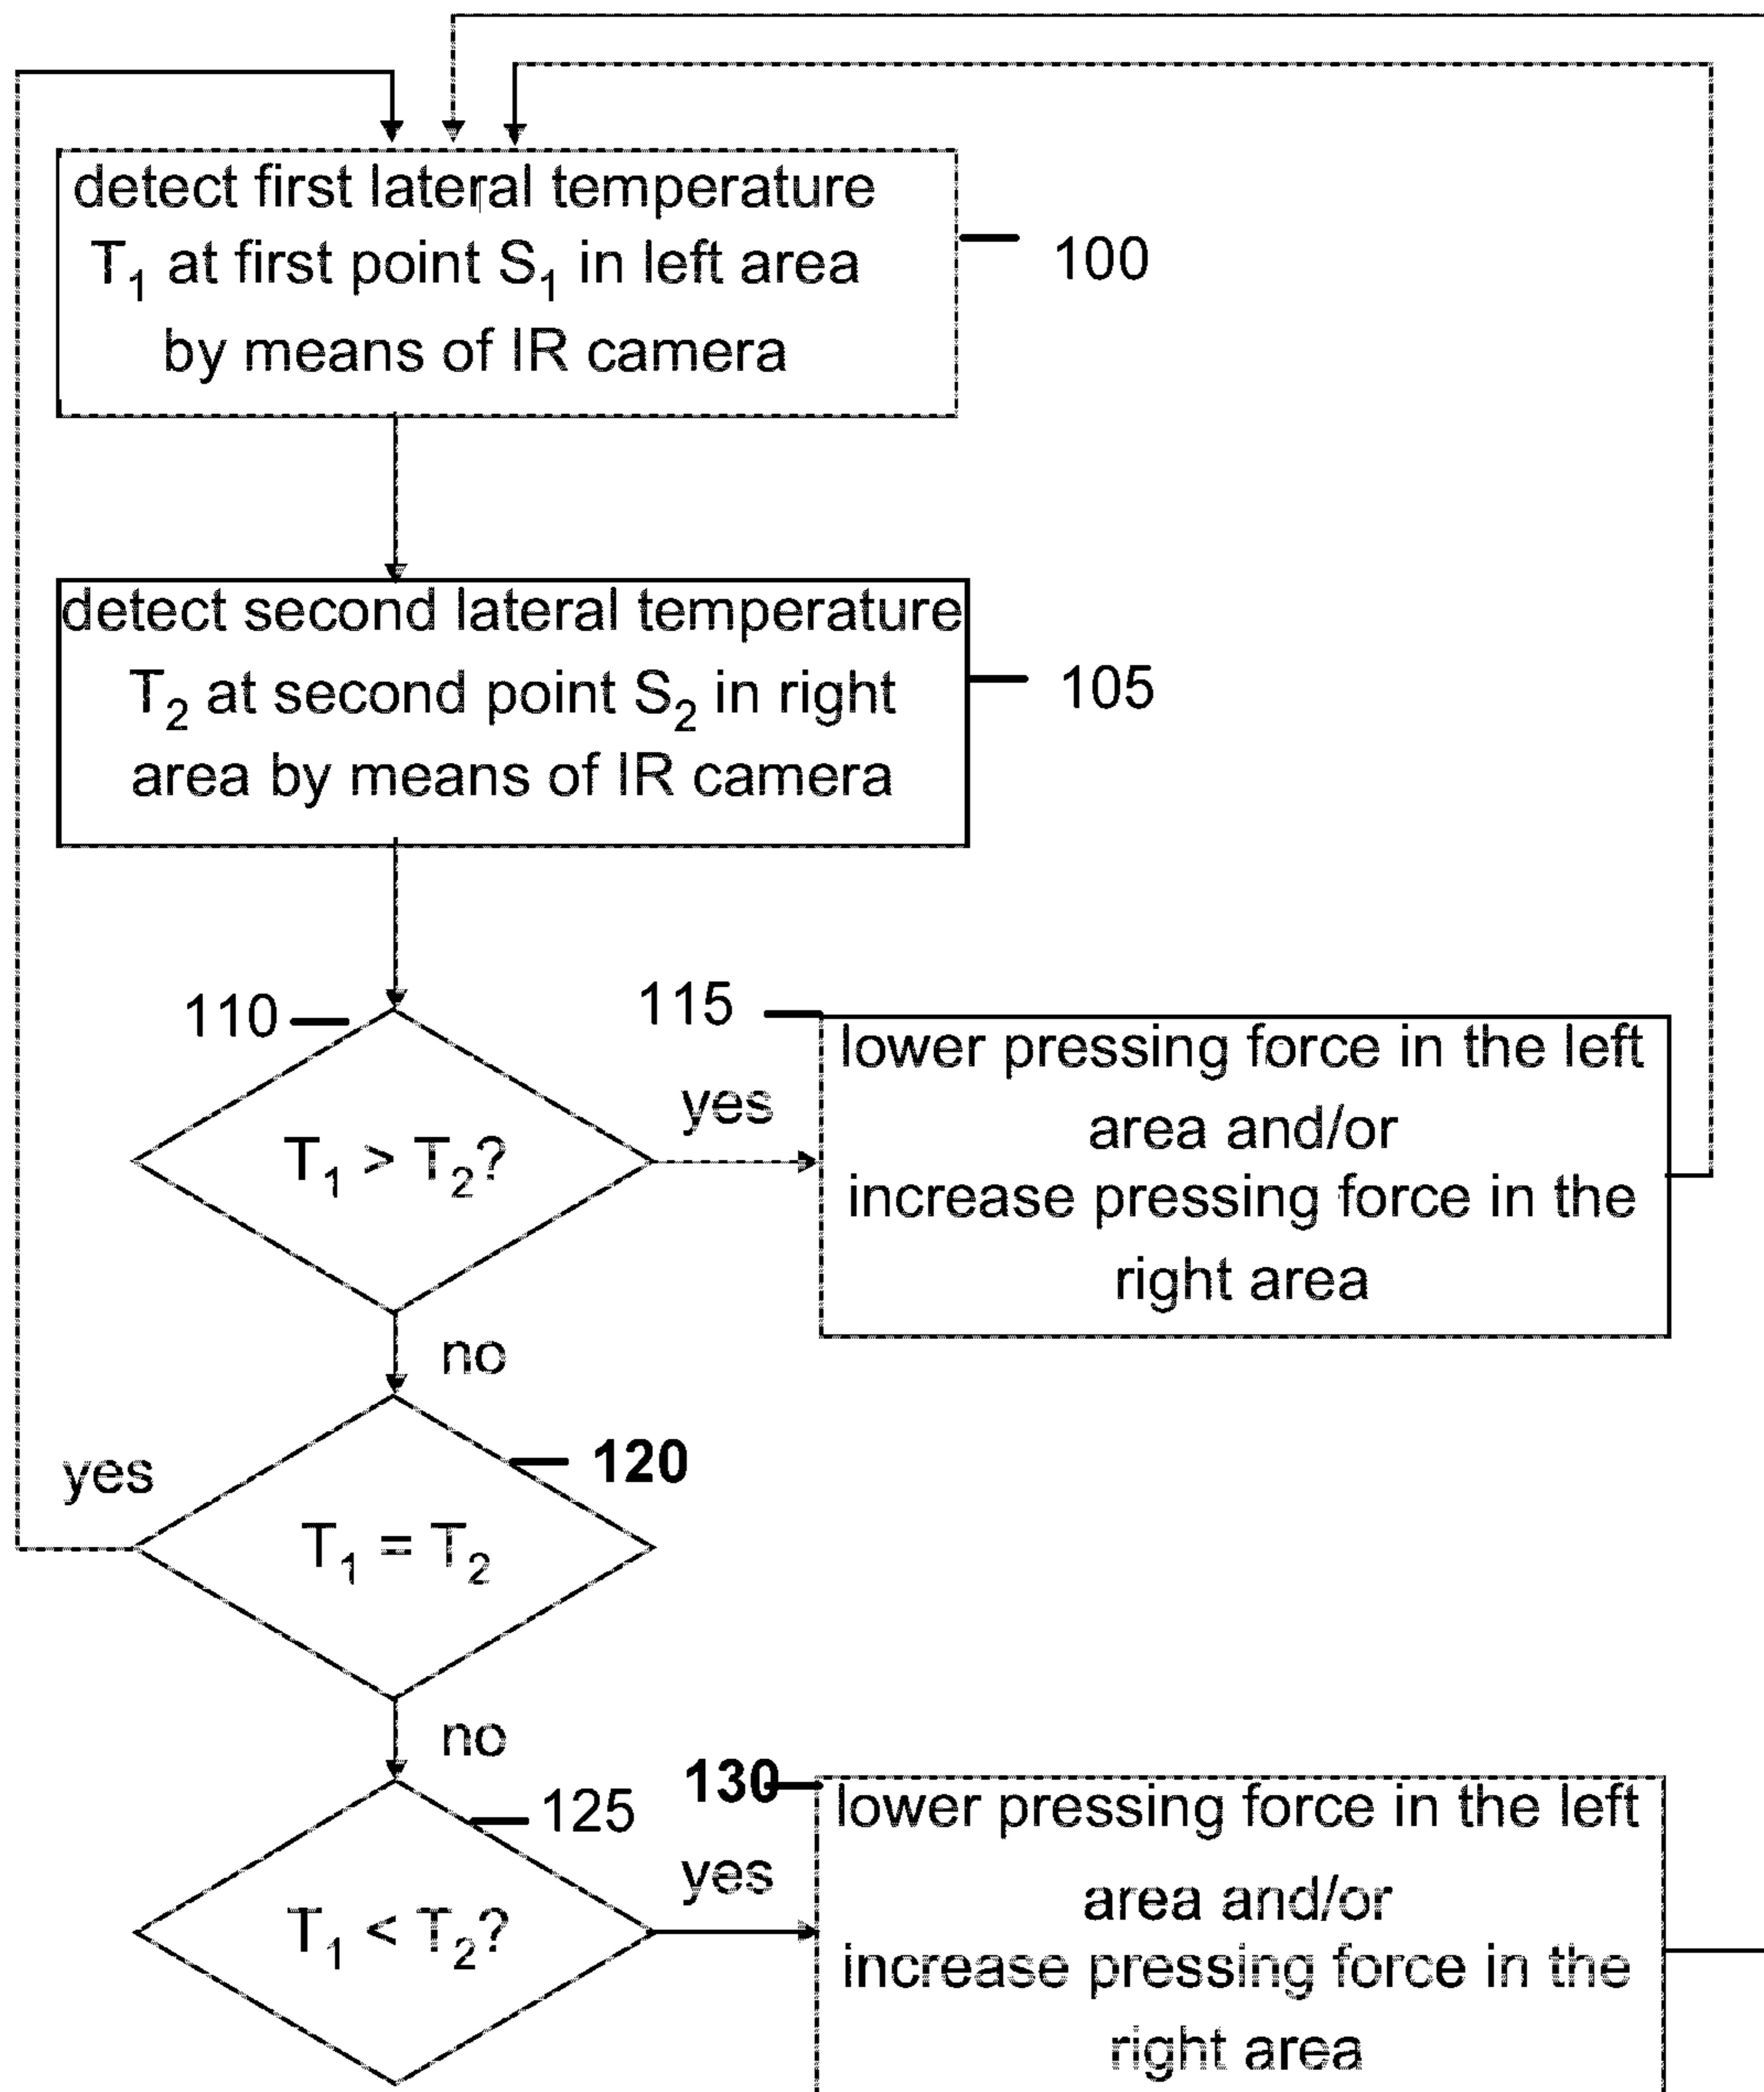 detect first lateral temperature
T₁ at first point S₁ in left area
by means of IR camera
100
detect second lateral temperature
T₂ at second point S₂ in right
area by means of IR camera
105
110
T₁ > T₂?
yes
115
lower pressing force in the left
area and/or
increase pressing force in the
right area
no
120
yes
T₁ = T₂
no
125
T₁ < T₂?
yes
130
lower pressing force in the left
area and/or
increase pressing force in the
right area